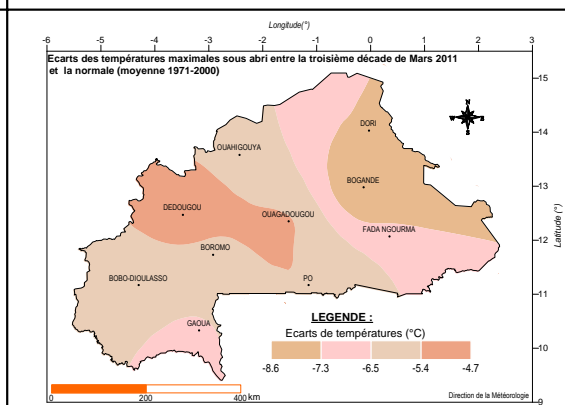 Longitude(°)
-6 -5 -4 -3 -2 -1 0 1 2 3
Ecarts des températures maximales sous abri entre la troisième décade de Mars 2011
et la normale (moyenne 1971-2000)
15
DORI
N
W E
S
14
OUAHIGOUYA
BOGANDE
13
DEDOUGOU
OUAGADOUGOU
FADA NGOURMA
12
Latitude (°)
BOROMO
BOBO-DIOULASSO
PO
11
GAOUA
LEGENDE :
Ecarts de températures (°C)
10
-8.6 -7.3 -6.5 -5.4 -4.7
0 200 400 km
Direction de la Météorologie
9